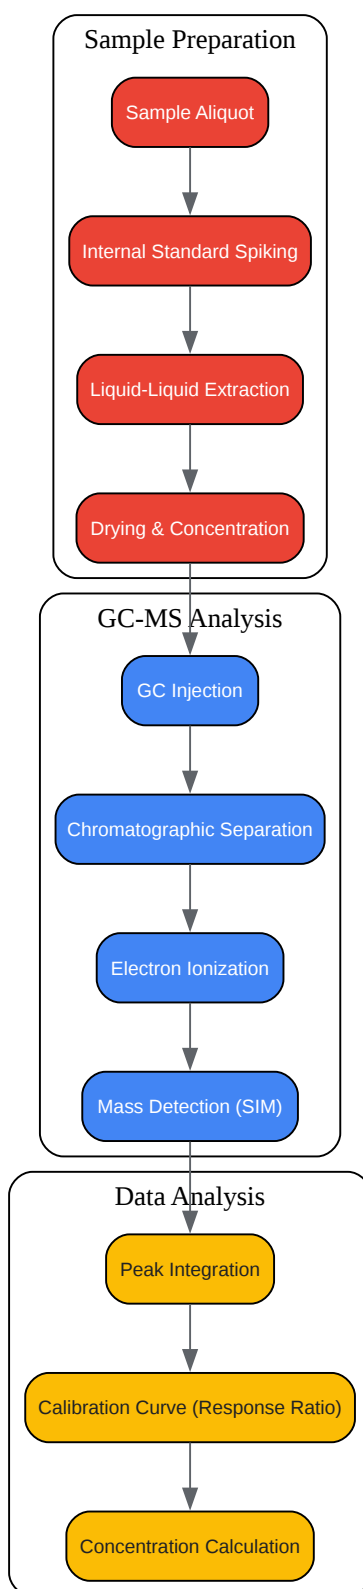 Sample Preparation
Sample Aliquot
Internal Standard Spiking
Liquid-Liquid Extraction
Drying & Concentration
GC-MS Analysis
GC Injection
Chromatographic Separation
Electron Ionization
Mass Detection (SIM)
Data Analysis
Peak Integration
Calibration Curve (Response Ratio)
Concentration Calculation